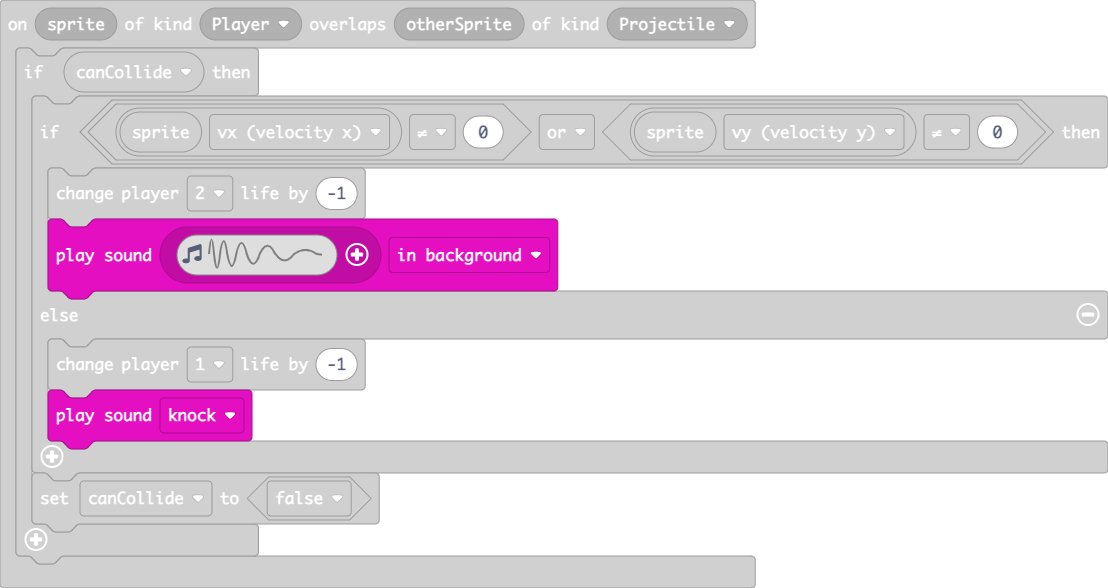 on sprite of kind Player overlaps otherSprite of kind Projectile
if canCollide then
if sprite vx (velocity x) ≠ 0 or sprite vy (velocity y) ≠ 0 then
change player 2 life by -1
play sound in background
else
change player 1 life by -1
play sound knock
set canCollide to false